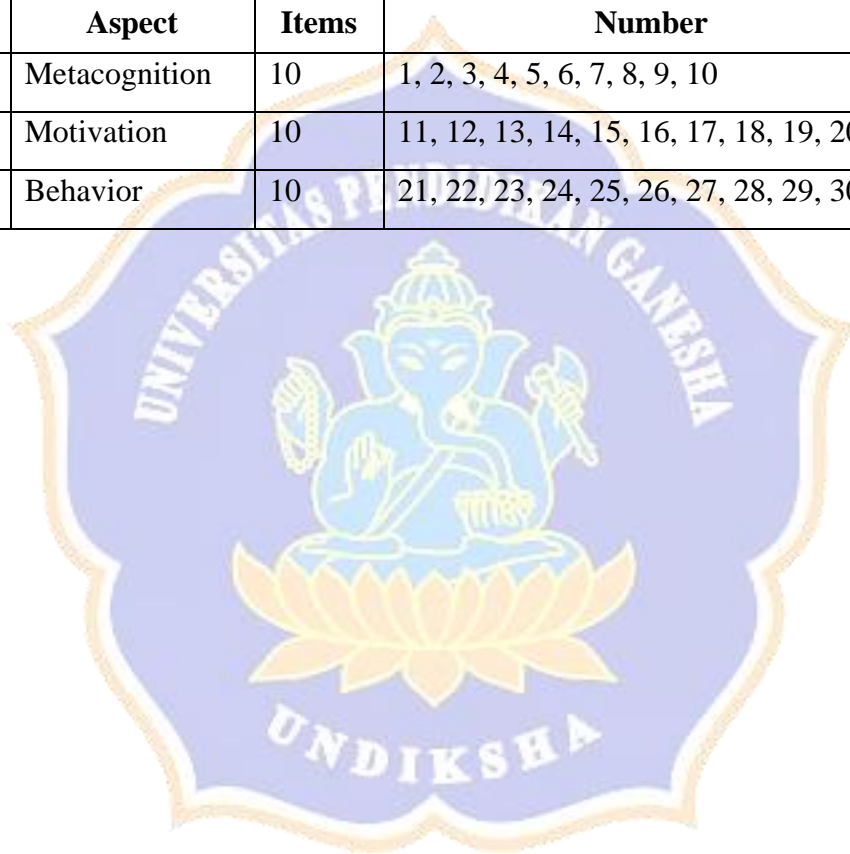 Aspect Items Number
Metacognition 10 1, 2, 3, 4, 5, 6, 7, 8, 9, 10
Motivation 10 11, 12, 13, 14, 15, 16, 17, 18, 19, 20
Behavior 10 21, 22, 23, 24, 25, 26, 27, 28, 29, 30
UNIVERSITAS PENDIDIKAN GANESHA
UNDIKSHA